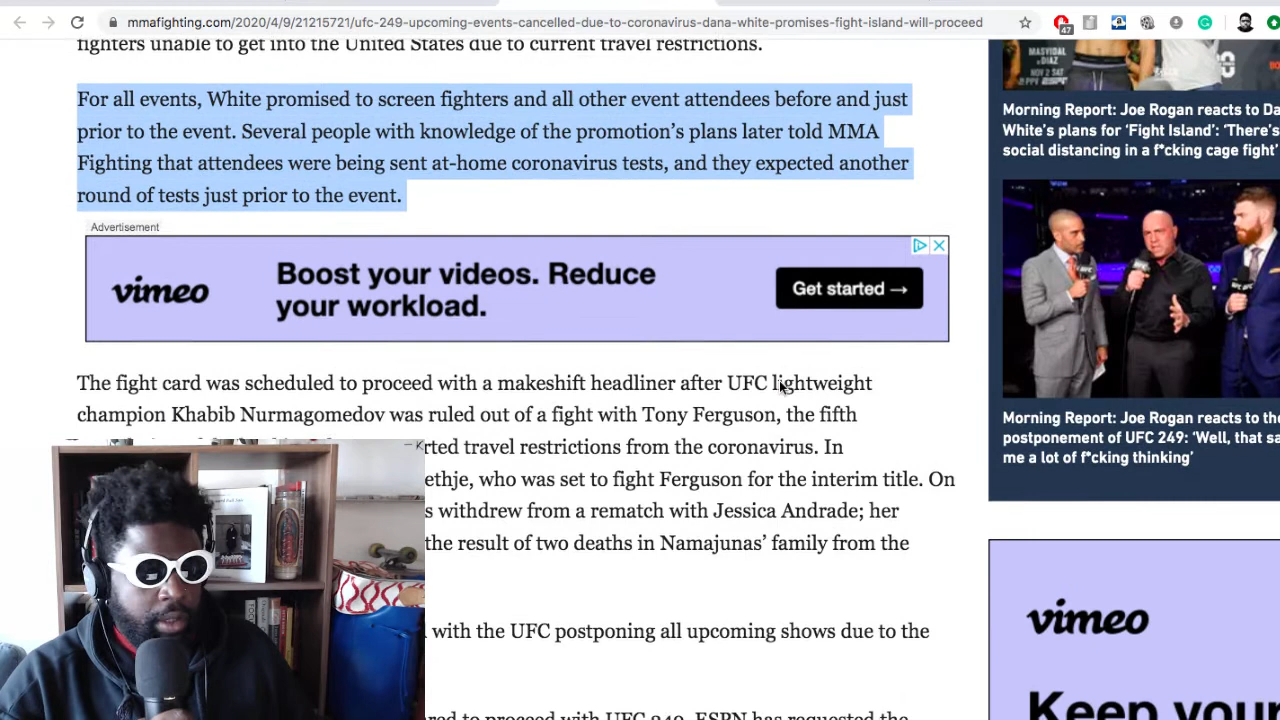 mmafighting.com/2020/4/9/21215721/ufc-249-upcoming-events-cancelled-due-to-coronavirus-dana-white-promises-fight-island-will-proceed
47
fighters unable to get into the United States due to current travel restrictions.
For all events, White promised to screen fighters and all other event attendees before and just
prior to the event. Several people with knowledge of the promotion's plans later told MMA
Fighting that attendees were being sent at-home coronavirus tests, and they expected another
round of tests just prior to the event.
Advertisement
vimeo
Boost your videos. Reduce
your workload.
Get started →
The fight card was scheduled to proceed with a makeshift headliner after UFC lightweight
champion Khabib Nurmagomedov was ruled out of a fight with Tony Ferguson, the fifth
rted travel restrictions from the coronavirus. In
ethje, who was set to fight Ferguson for the interim title. On
s withdrew from a rematch with Jessica Andrade; her
the result of two deaths in Namajunas' family from the
with the UFC postponing all upcoming shows due to the
red to proceed with UFC 249, ESPN has requested the
MASVIDAL
DIAZ
NOV 2 SAT
Morning Report: Joe Rogan reacts to Da
White's plans for 'Fight Island': 'There's
social distancing in a f*cking cage fight'
Morning Report: Joe Rogan reacts to the
postponement of UFC 249: 'Well, that sa
me a lot of f*cking thinking'
vimeo
Keep your